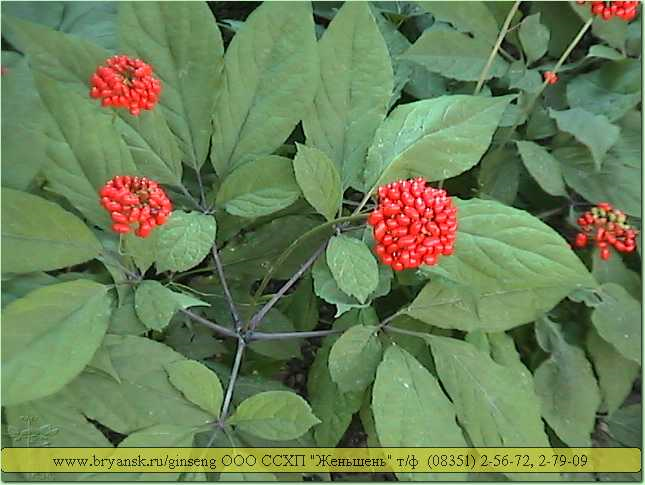 www.bryansk.ru/ginseng ООО ССХП "Женьшень" т/ф (08351) 2-56-72, 2-79-09